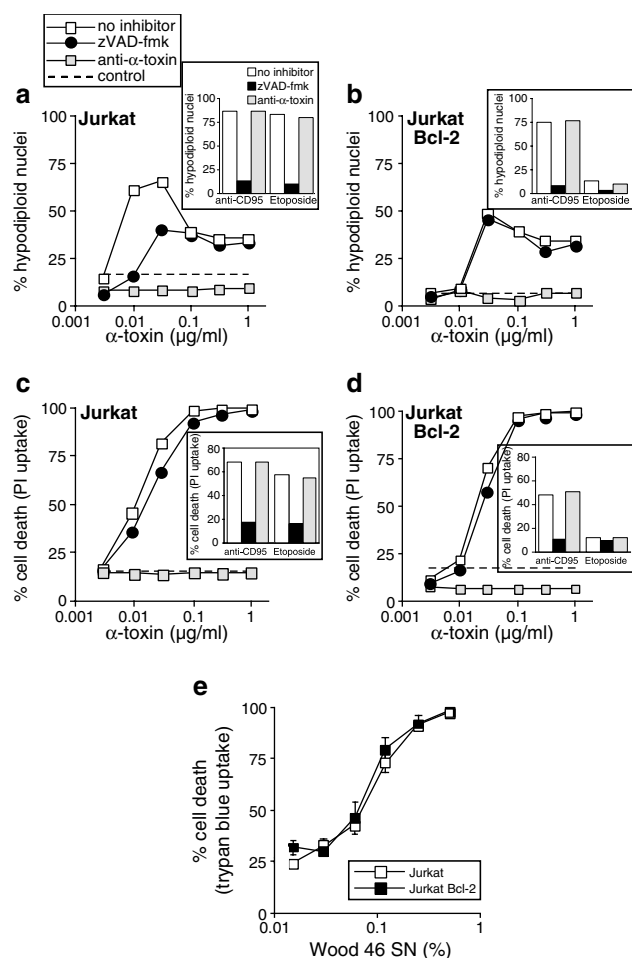 no inhibitor
zVAD-fmk
anti-α-toxin
control
a
Jurkat
% hypodiploid nuclei
100
75
50
25
0
0.001
0.01
0.1
1
α-toxin (µg/ml)
no inhibitor
zVAD-fmk
anti-α-toxin
% hypodiploid nuclei
100
75
50
25
0
anti-CD95
Etoposide
b
Jurkat
Bcl-2
% hypodiploid nuclei
100
75
50
25
0
0.001
0.01
0.1
1
α-toxin (µg/ml)
% hypodiploid nuclei
100
75
50
25
0
anti-CD95
Etoposide
c
Jurkat
% cell death (PI uptake)
100
75
50
25
0
0.001
0.01
0.1
1
α-toxin (µg/ml)
% cell death (PI uptake)
80
60
40
20
0
anti-CD95
Etoposide
d
Jurkat
Bcl-2
% cell death (PI uptake)
100
75
50
25
0
0.001
0.01
0.1
1
α-toxin (µg/ml)
% cell death (PI uptake)
80
60
40
20
0
anti-CD95
Etoposide
e
% cell death
(trypan blue uptake)
100
75
50
25
0
0.01
0.1
1
Wood 46 SN (%)
Jurkat
Jurkat Bcl-2